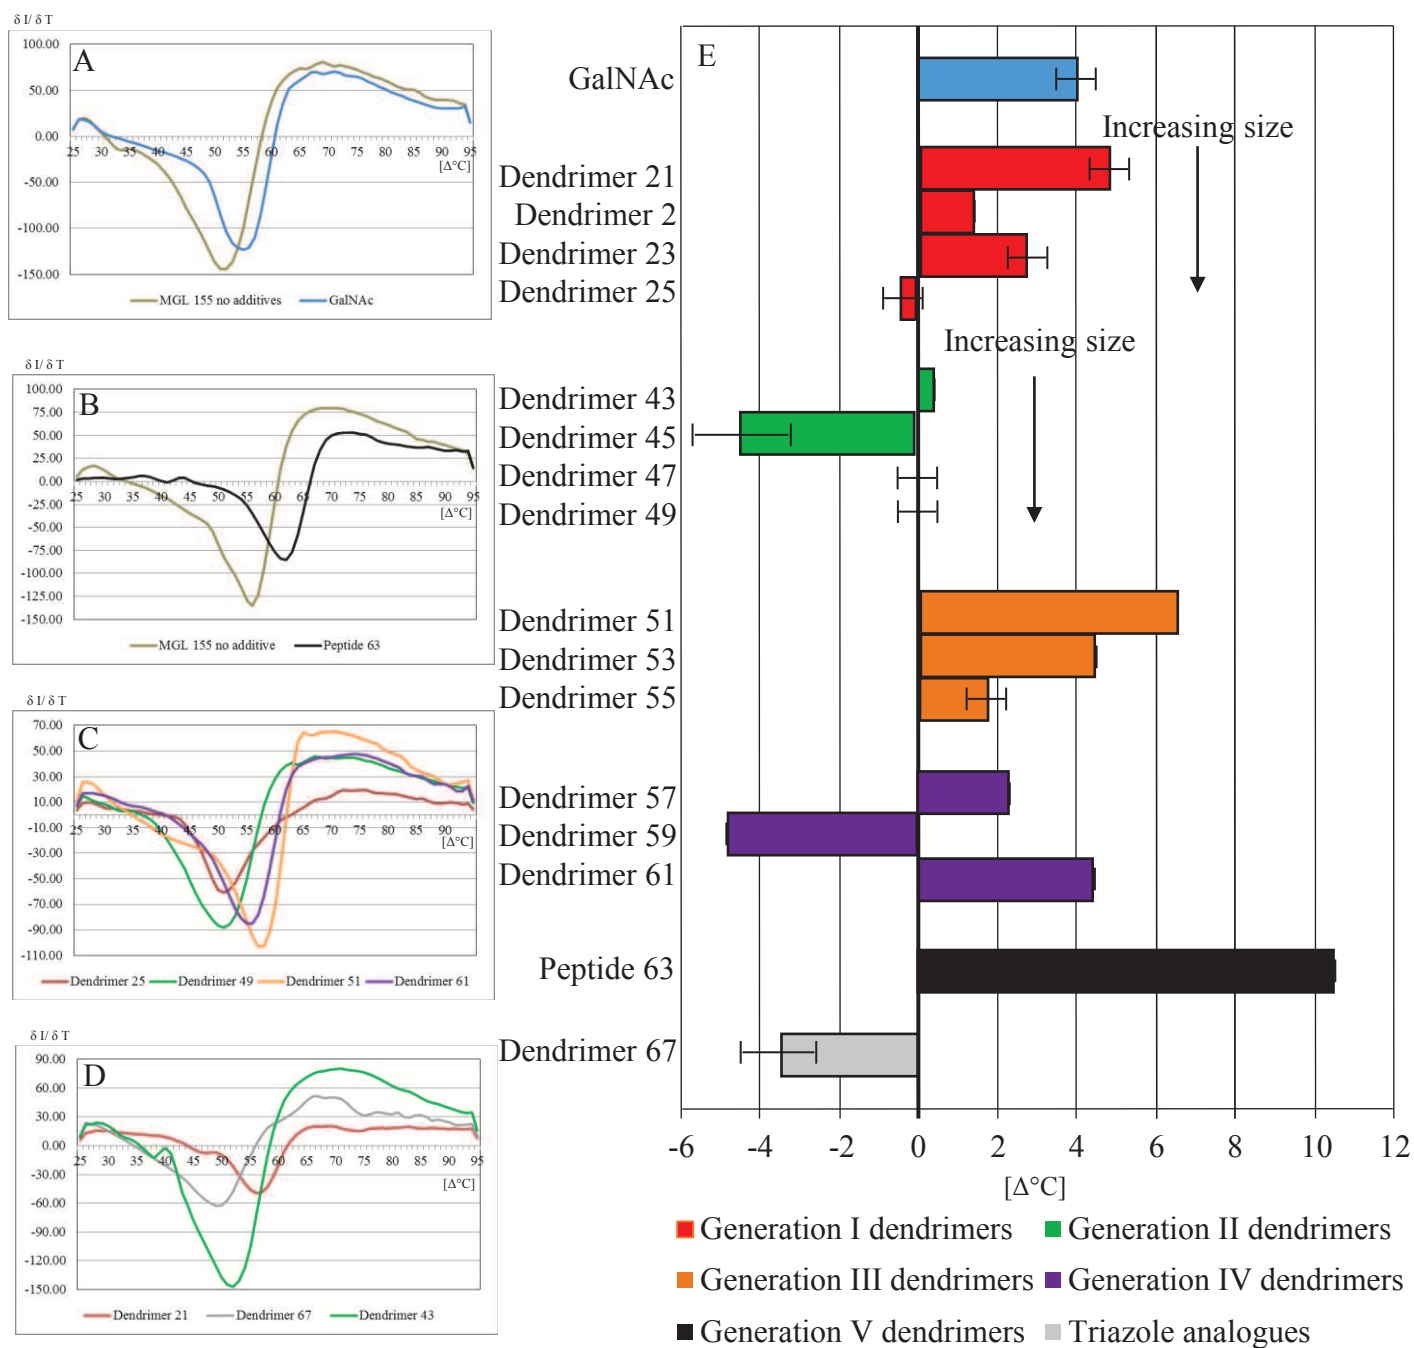 δ I/ δ T
A
100.00
50.00
0.00
-50.00
-100.00
-150.00
25 30 35 40 45 50 55 60 65 70 75 80 85 90 95
[Δ°C]
MGL 155 no additives GalNAc
δ I/ δ T
B
100.00
75.00
50.00
25.00
0.00
-25.00
-50.00
-75.00
-100.00
-125.00
-150.00
25 30 35 40 45 50 55 60 65 70 75 80 85 90 95
[Δ°C]
MGL 155 no additive Peptide 63
δ I/ δ T
C
70.00
50.00
30.00
10.00
-10.00
-30.00
-50.00
-70.00
-90.00
-110.00
25 30 35 40 45 50 55 60 65 70 75 80 85 90 95
[Δ°C]
Dendrimer 25 Dendrimer 49 Dendrimer 51 Dendrimer 61
δ I/ δ T
D
90.00
60.00
30.00
0.00
-30.00
-60.00
-90.00
-120.00
-150.00
25 30 35 40 45 50 55 60 65 70 75 80 85 90 95
[Δ°C]
Dendrimer 21 Dendrimer 67 Dendrimer 43
E
GalNAc
Increasing size
Dendrimer 21
Dendrimer 2
Dendrimer 23
Dendrimer 25
Increasing size
Dendrimer 43
Dendrimer 45
Dendrimer 47
Dendrimer 49
Dendrimer 51
Dendrimer 53
Dendrimer 55
Dendrimer 57
Dendrimer 59
Dendrimer 61
Peptide 63
Dendrimer 67
-6 -4 -2 0 2 4 6 8 10 12
[Δ°C]
Generation I dendrimers Generation II dendrimers
Generation III dendrimers Generation IV dendrimers
Generation V dendrimers Triazole analogues